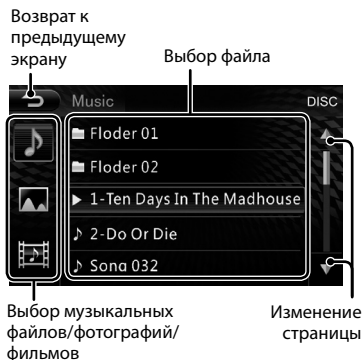 Возврат к
предыдущему
экрану
Выбор файла
Music
DISC
Floder 01
Floder 02
1-Ten Days In The Madhouse
2-Do Or Die
Song 032
Выбор музыкальных
файлов/фотографий/
фильмов
Изменение
страницы